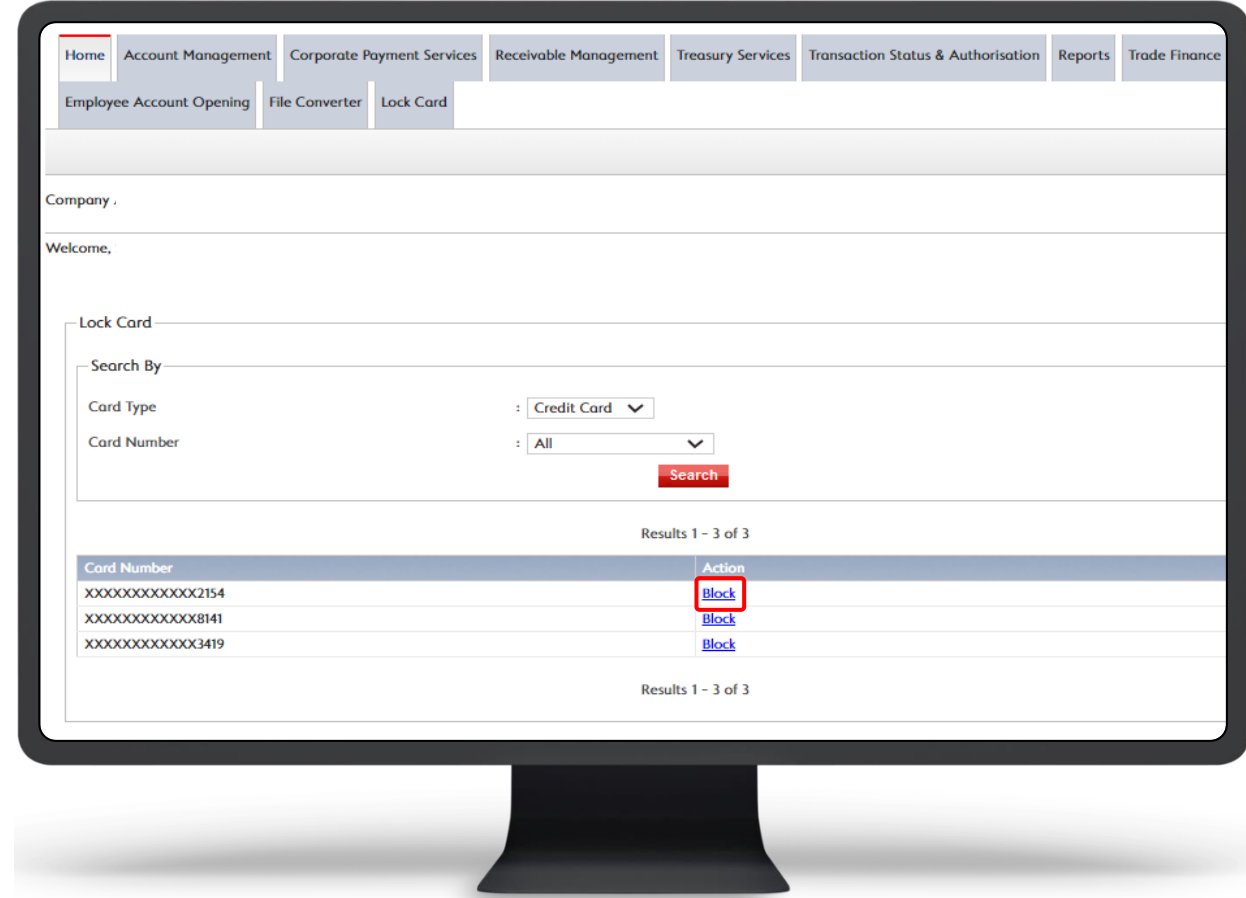 Home Account Management Corporate Payment Services Receivable Management Treasury Services Transaction Status & Authorisation Reports Trade Finance
Employee Account Opening File Converter Lock Card
Company
Welcome,
Lock Card
Search By
Card Type : Credit Card
Card Number : All
Search
Results 1 - 3 of 3
Card Number Action
XXXXXXXXXXXX2154 Block
XXXXXXXXXXXX8141 Block
XXXXXXXXXXXX3419 Block
Results 1 - 3 of 3